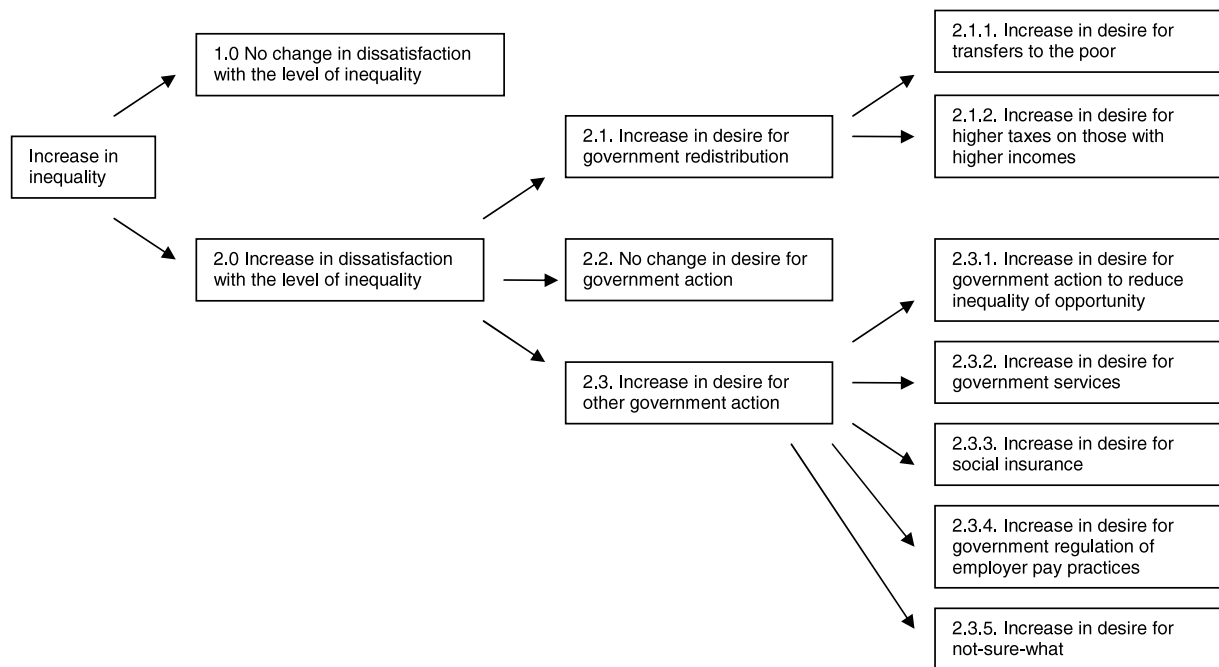 Increase in
inequality
1.0 No change in dissatisfaction
with the level of inequality
2.0 Increase in dissatisfaction
with the level of inequality
2.1. Increase in desire for
government redistribution
2.2. No change in desire for
government action
2.3. Increase in desire for
other government action
2.1.1. Increase in desire for
transfers to the poor
2.1.2. Increase in desire for
higher taxes on those with
higher incomes
2.3.1. Increase in desire for
government action to reduce
inequality of opportunity
2.3.2. Increase in desire for
government services
2.3.3. Increase in desire for
social insurance
2.3.4. Increase in desire for
government regulation of
employer pay practices
2.3.5. Increase in desire for
not-sure-what